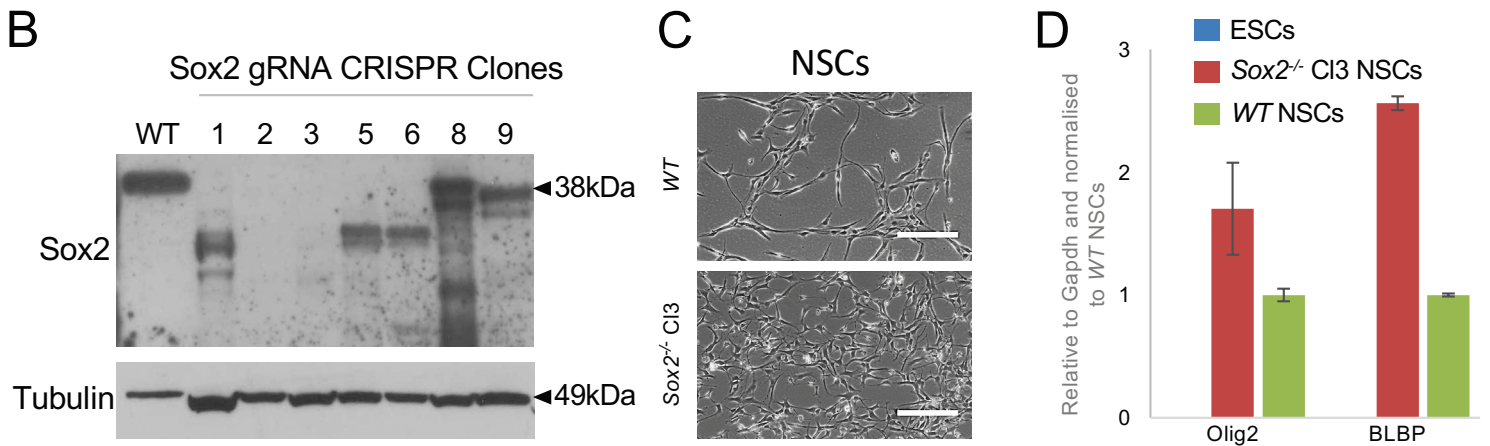 B
Sox2 gRNA CRISPR Clones
WT 1 2 3 5 6 8 9
38kDa
Sox2
Tubulin
49kDa
C
NSCs
WT
Sox2-/- Cl3
D
ESCs
Sox2-/- Cl3 NSCs
WT NSCs
Relative to Gapdh and normalised
to WT NSCs
3
2
1
0
Olig2 BLBP